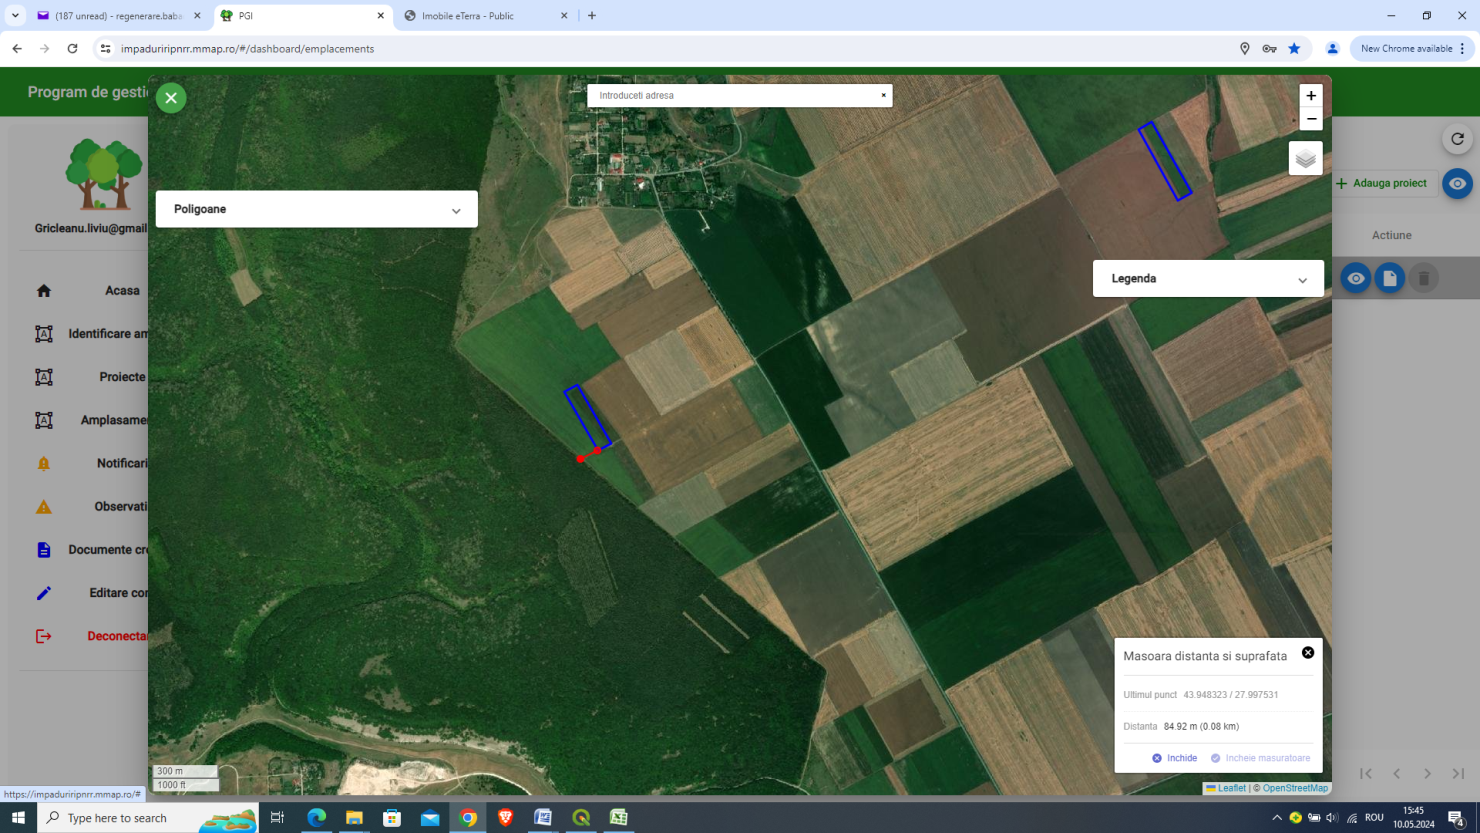 (187 unread) - regenerare.baba
PGI
Imobile eTerra - Public
impaduriripnrr.mmap.ro/#/dashboard/emplacements
New Chrome available
Program de gesti
Introduceti adresa
+
−
Adauga proiect
Poligoane
Gricleanu.liviu@gmail
Actiune
Legenda
Acasa
Identificare am
Proiecte
Amplasame
Notificari
Observati
Documente cr
Editare con
Deconecta
Masoara distanta si suprafata
Ultimul punct 43.948323 / 27.997531
Distanta 84.92 m (0.08 km)
Inchide Incheie masuratoare
300 m
1000 ft
Leaflet | © OpenStreetMap
https://impaduriripnrr.mmap.ro/#
Type here to search
ROU
15:45
10.05.2024
4